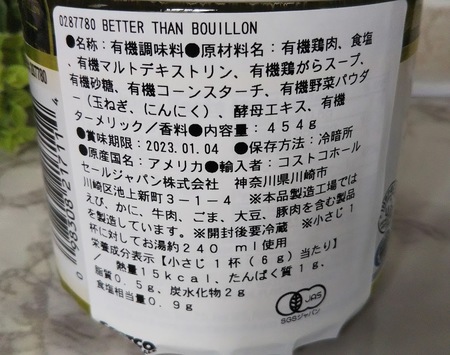 0287780 BETTER THAN BOUILLON
●名称：有機調味料●原材料名：有機鶏肉、食塩
、有機マルトデキストリン、有機鶏がらスープ、
有機砂糖、有機コーンスターチ、有機野菜パウダ
ー（玉ねぎ、にんにく）、酵母エキス、有機
ターメリック／香料●内容量：４５４ｇ
●賞味期限：2023.01.04　●保存方法：冷暗所
●原産国名：アメリカ●輸入者：コストコホール
セールジャパン株式会社　神奈川県川崎市
川崎区池上新町３－１－４　※本品製造工場では
えび、かに、牛肉、ごま、大豆、豚肉を含む製品
を製造しています。※開封後要冷蔵　※小さじ１
杯に対してお湯約２４０　ｍｌ使用
栄養成分表示【小さじ１杯（６ｇ）当たり】
／　熱量１５ｋｃａｌ、たんぱく質１ｇ、
脂質０．５ｇ、炭水化物２ｇ
食塩相当量０．９ｇ
JAS
SGSジャパン